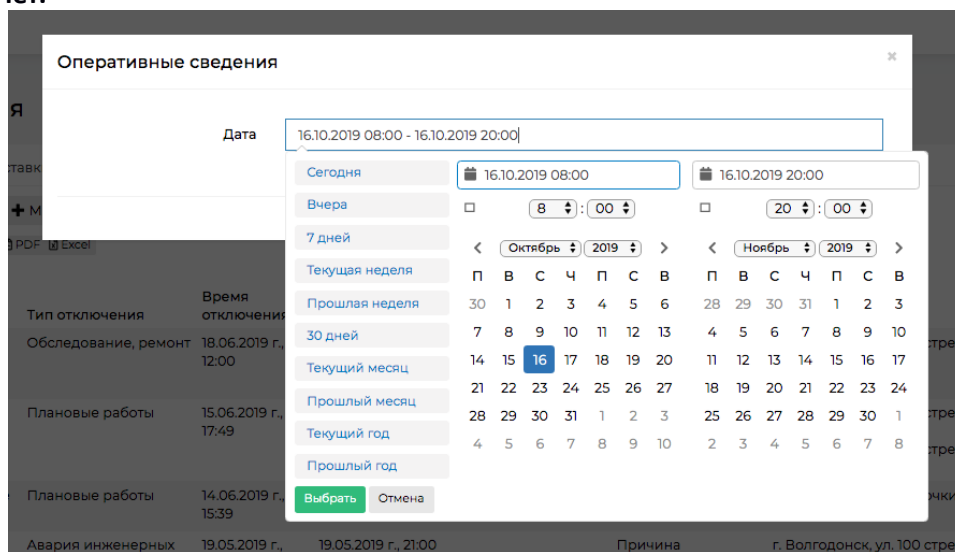 Оперативные сведения ×
я
Дата 16.10.2019 08:00 - 16.10.2019 20:00
Сегодня 16.10.2019 08:00 16.10.2019 20:00
Вчера 8 : 00 20 : 00
PDF Excel
7 дней Октябрь 2019 Ноябрь 2019
Текущая неделя П В С Ч П С В П В С Ч П С В
Прошлая неделя 30 1 2 3 4 5 6 28 29 30 31 1 2 3
30 дней 7 8 9 10 11 12 13 4 5 6 7 8 9 10
Текущий месяц 14 15 16 17 18 19 20 11 12 13 14 15 16 17
Прошлый месяц 21 22 23 24 25 26 27 18 19 20 21 22 23 24
Текущий год 28 29 30 31 1 2 3 25 26 27 28 29 30 1
Прошлый год 4 5 6 7 8 9 10 2 3 4 5 6 7 8
Выбрать Отмена
Тип отключения
Время
отключения
Обследование, ремонт 18.06.2019 г.,
12:00
Плановые работы 15.06.2019 г.,
17:49
Плановые работы 14.06.2019 г.,
15:39
Авария инженерных 19.05.2019 г., 19.05.2019 г., 21:00 Причина г. Волгодонск, ул. 100